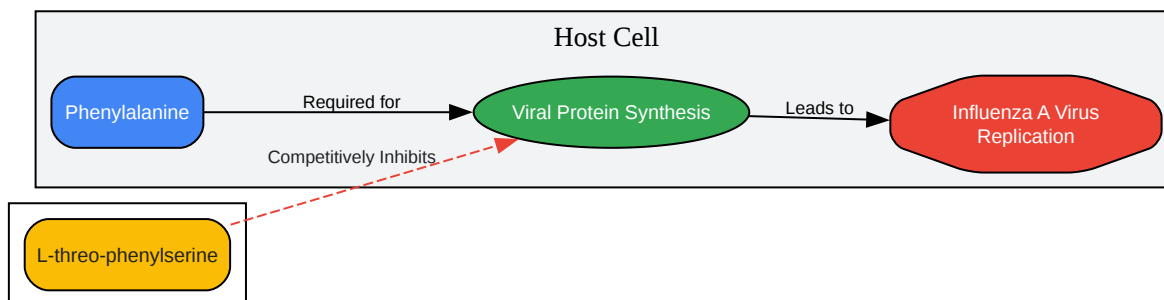 Host Cell
Phenylalanine
Required for
Viral Protein Synthesis
Leads to
Influenza A Virus
Replication
Competitively Inhibits
L-threo-phenylserine